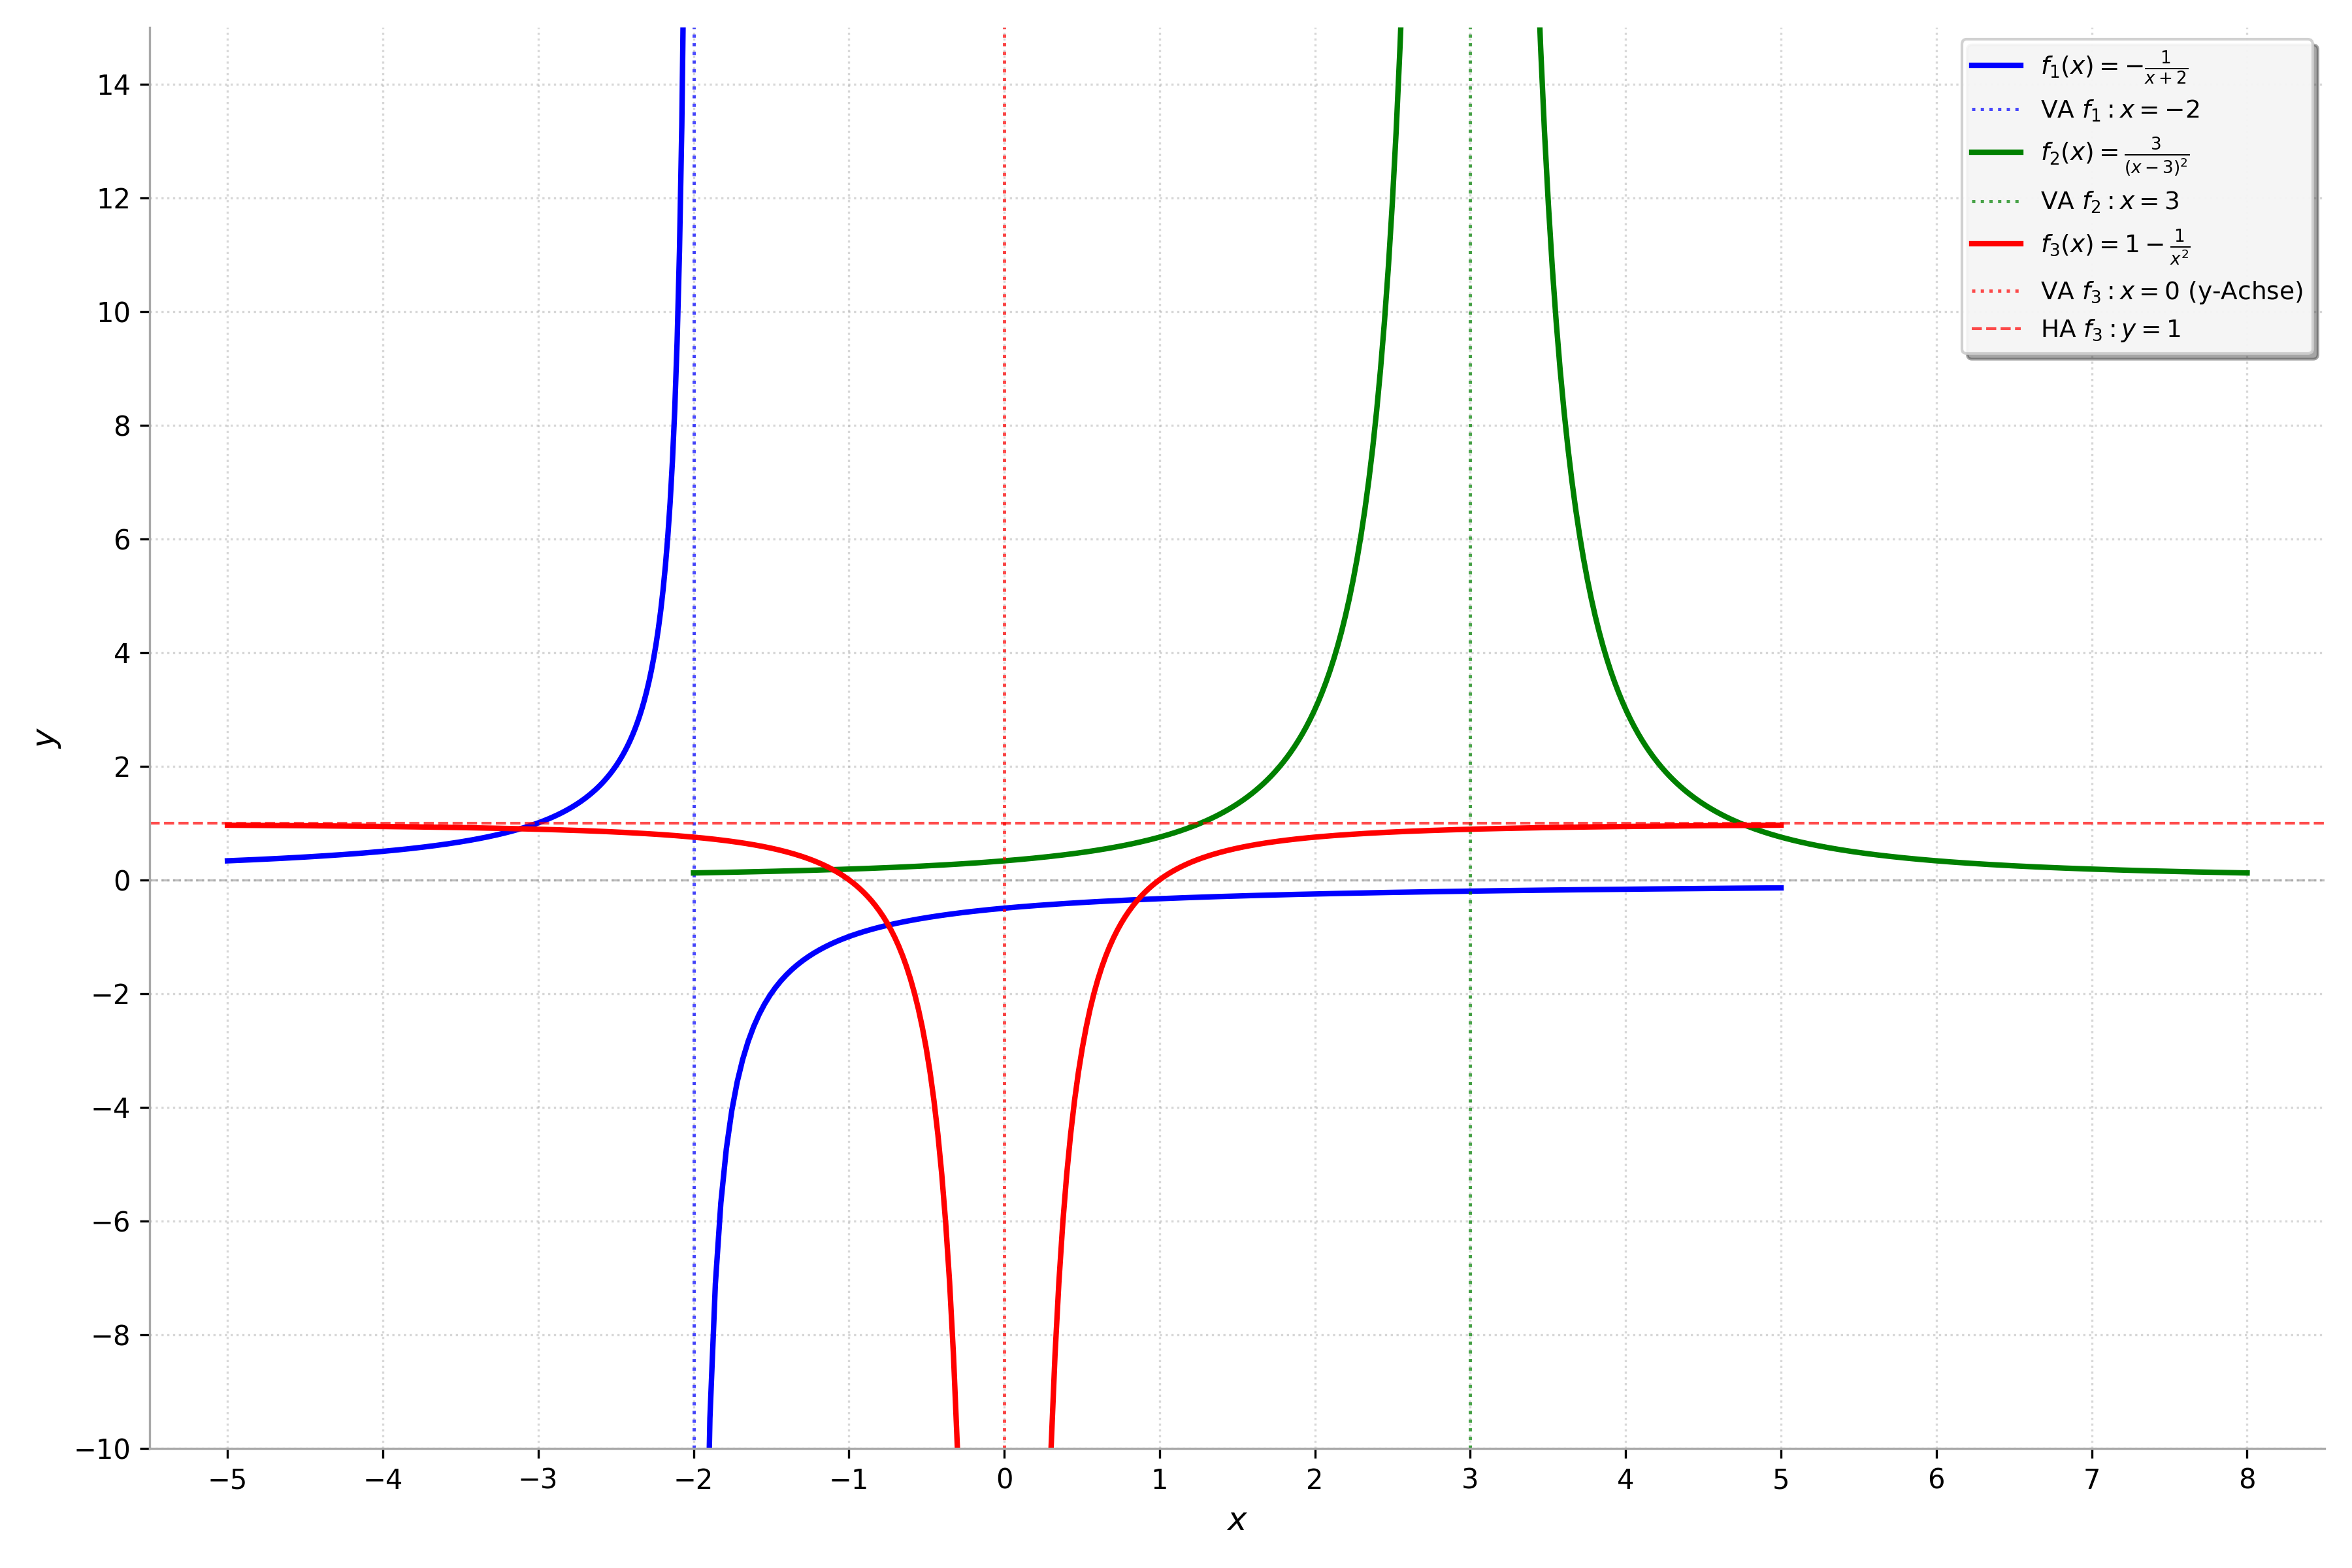 14
12
10
8
6
4
2
0
−2
−4
−6
−8
−10
y
−5 −4 −3 −2 −1 0 1 2 3 4 5 6 7 8
x
f₁(x) = −1/(x + 2)
VA f₁ : x = −2
f₂(x) = 3/(x − 3)²
VA f₂ : x = 3
f₃(x) = 1 − 1/x²
VA f₃ : x = 0 (y-Achse)
HA f₃ : y = 1